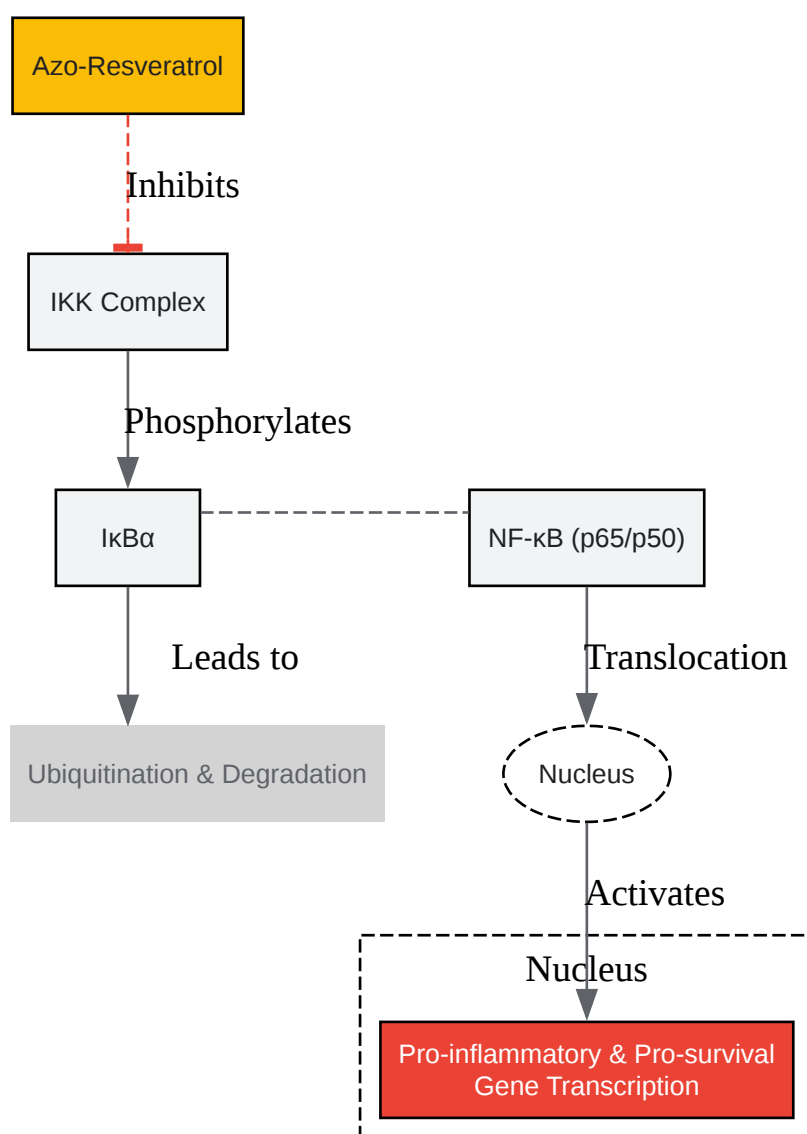 Azo-Resveratrol
Inhibits
IKK Complex
Phosphorylates
IκBα
NF-κB (p65/p50)
Leads to
Translocation
Ubiquitination & Degradation
Nucleus
Activates
Nucleus
Pro-inflammatory & Pro-survival
Gene Transcription